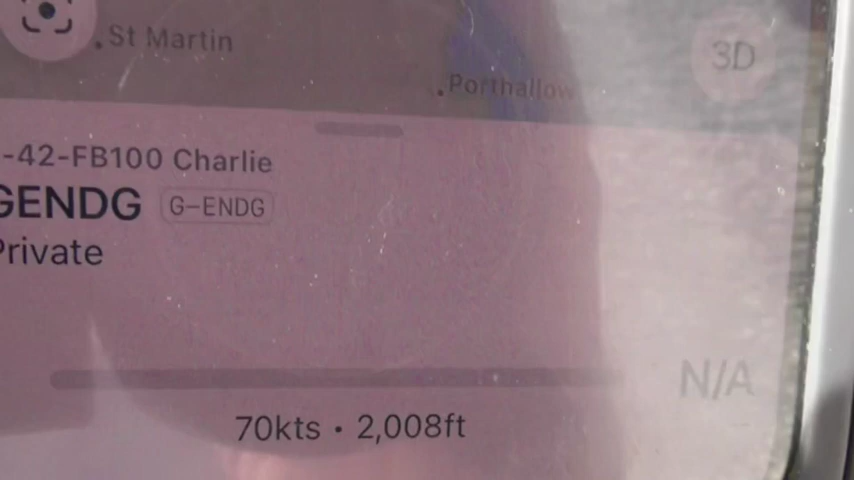 St Martin
3D
Porthallow
-42-FB100 Charlie
GENDG G-ENDG
Private
N/A
70kts • 2,008ft